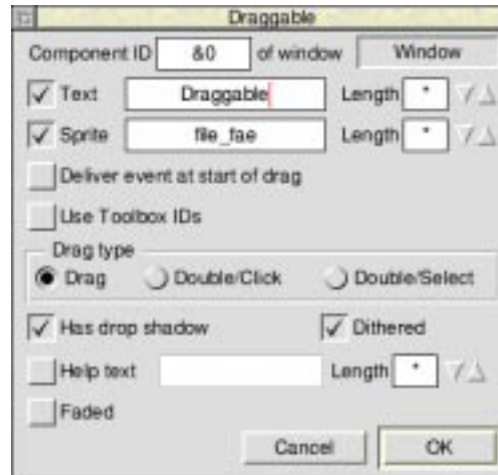 Draggable
Component ID &0 of window Window
Text Draggable Length *
Sprite file_fae Length *
Deliver event at start of drag
Use Toolbox IDs
Drag type
Drag Double/Click Double/Select
Has drop shadow Dithered
Help text Length *
Faded
Cancel OK